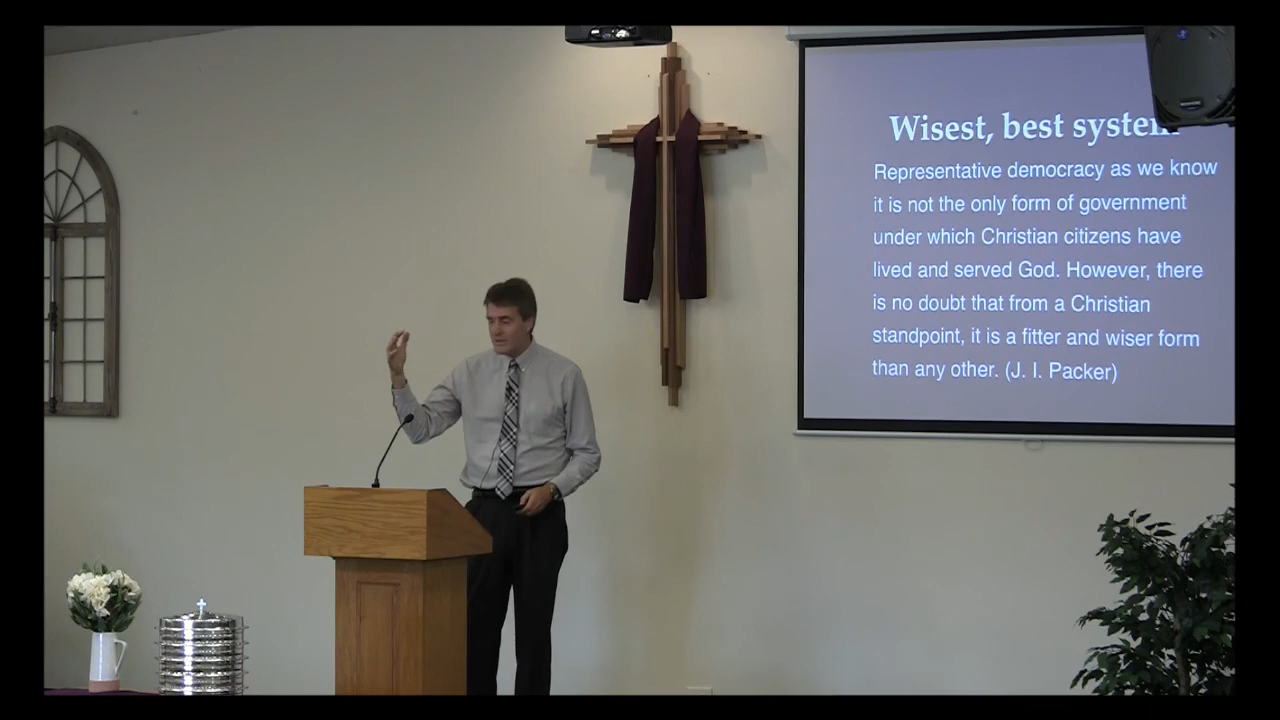 Wisest, best system
Representative democracy as we know
it is not the only form of government
under which Christian citizens have
lived and served God. However, there
is no doubt that from a Christian
standpoint, it is a fitter and wiser form
than any other. (J. I. Packer)